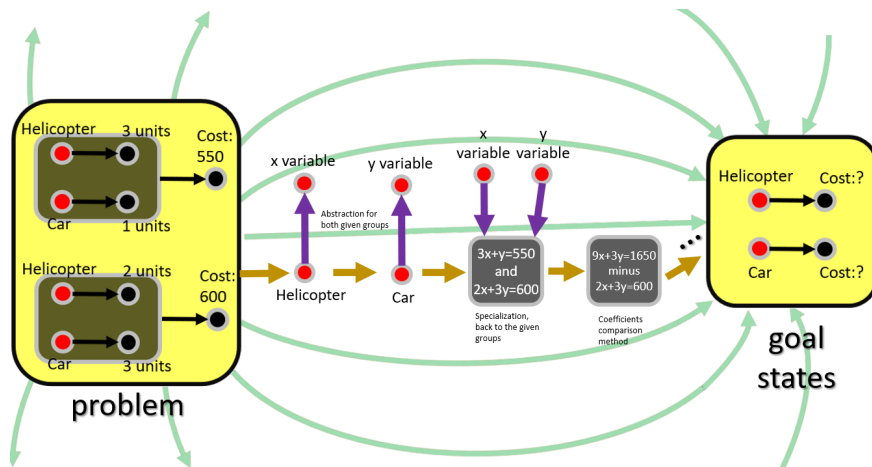 Helicopter
3 units
Cost:
550
Car
1 units
Helicopter
2 units
Cost:
600
Car
3 units
problem
x variable
y variable
Abstraction for
both given groups
Helicopter
Car
x
variable
y
variable
3x+y=550
and
2x+3y=600
Specialization,
back to the given
groups
9x+3y=1650
minus
2x+3y=600
Coefficients
comparison
method
...
Helicopter
Cost:?
Car
Cost:?
goal
states